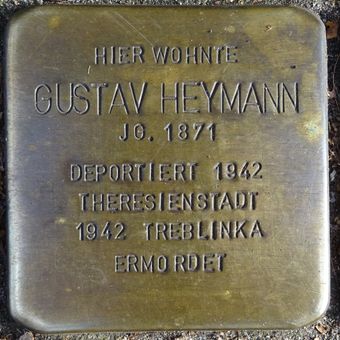 HIER WOHNTE
GUSTAV HEYMANN
JG. 1871
DEPORTIERT 1942
THERESIENSTADT
1942 TREBLINKA
ERMORDET